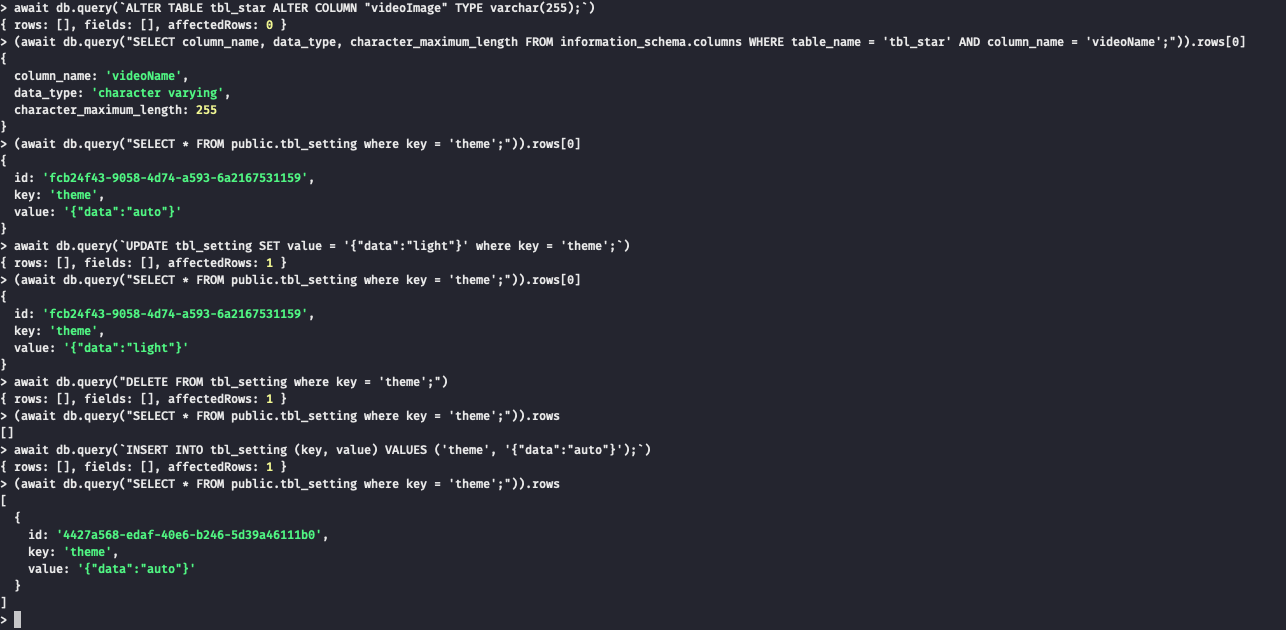 > await db.query(`ALTER TABLE tbl_star ALTER COLUMN "videoImage" TYPE varchar(255);`)
{ rows: [], fields: [], affectedRows: 0 }
> (await db.query("SELECT column_name, data_type, character_maximum_length FROM information_schema.columns WHERE table_name = 'tbl_star' AND column_name = 'videoName';")).rows[0]
{
  column_name: 'videoName',
  data_type: 'character varying',
  character_maximum_length: 255
}
> (await db.query("SELECT * FROM public.tbl_setting where key = 'theme';")).rows[0]
{
  id: 'fcb24f43-9058-4d74-a593-6a2167531159',
  key: 'theme',
  value: '{"data":"auto"}'
}
> await db.query(`UPDATE tbl_setting SET value = '{"data":"light"}' where key = 'theme';`)
{ rows: [], fields: [], affectedRows: 1 }
> (await db.query("SELECT * FROM public.tbl_setting where key = 'theme';")).rows[0]
{
  id: 'fcb24f43-9058-4d74-a593-6a2167531159',
  key: 'theme',
  value: '{"data":"light"}'
}
> await db.query("DELETE FROM tbl_setting where key = 'theme';")
{ rows: [], fields: [], affectedRows: 1 }
> (await db.query("SELECT * FROM public.tbl_setting where key = 'theme';")).rows
[]
> await db.query(`INSERT INTO tbl_setting (key, value) VALUES ('theme', '{"data":"auto"}');`)
{ rows: [], fields: [], affectedRows: 1 }
> (await db.query("SELECT * FROM public.tbl_setting where key = 'theme';")).rows
[
  {
    id: '4427a568-edaf-40e6-b246-5d39a46111b0',
    key: 'theme',
    value: '{"data":"auto"}'
  }
]
>